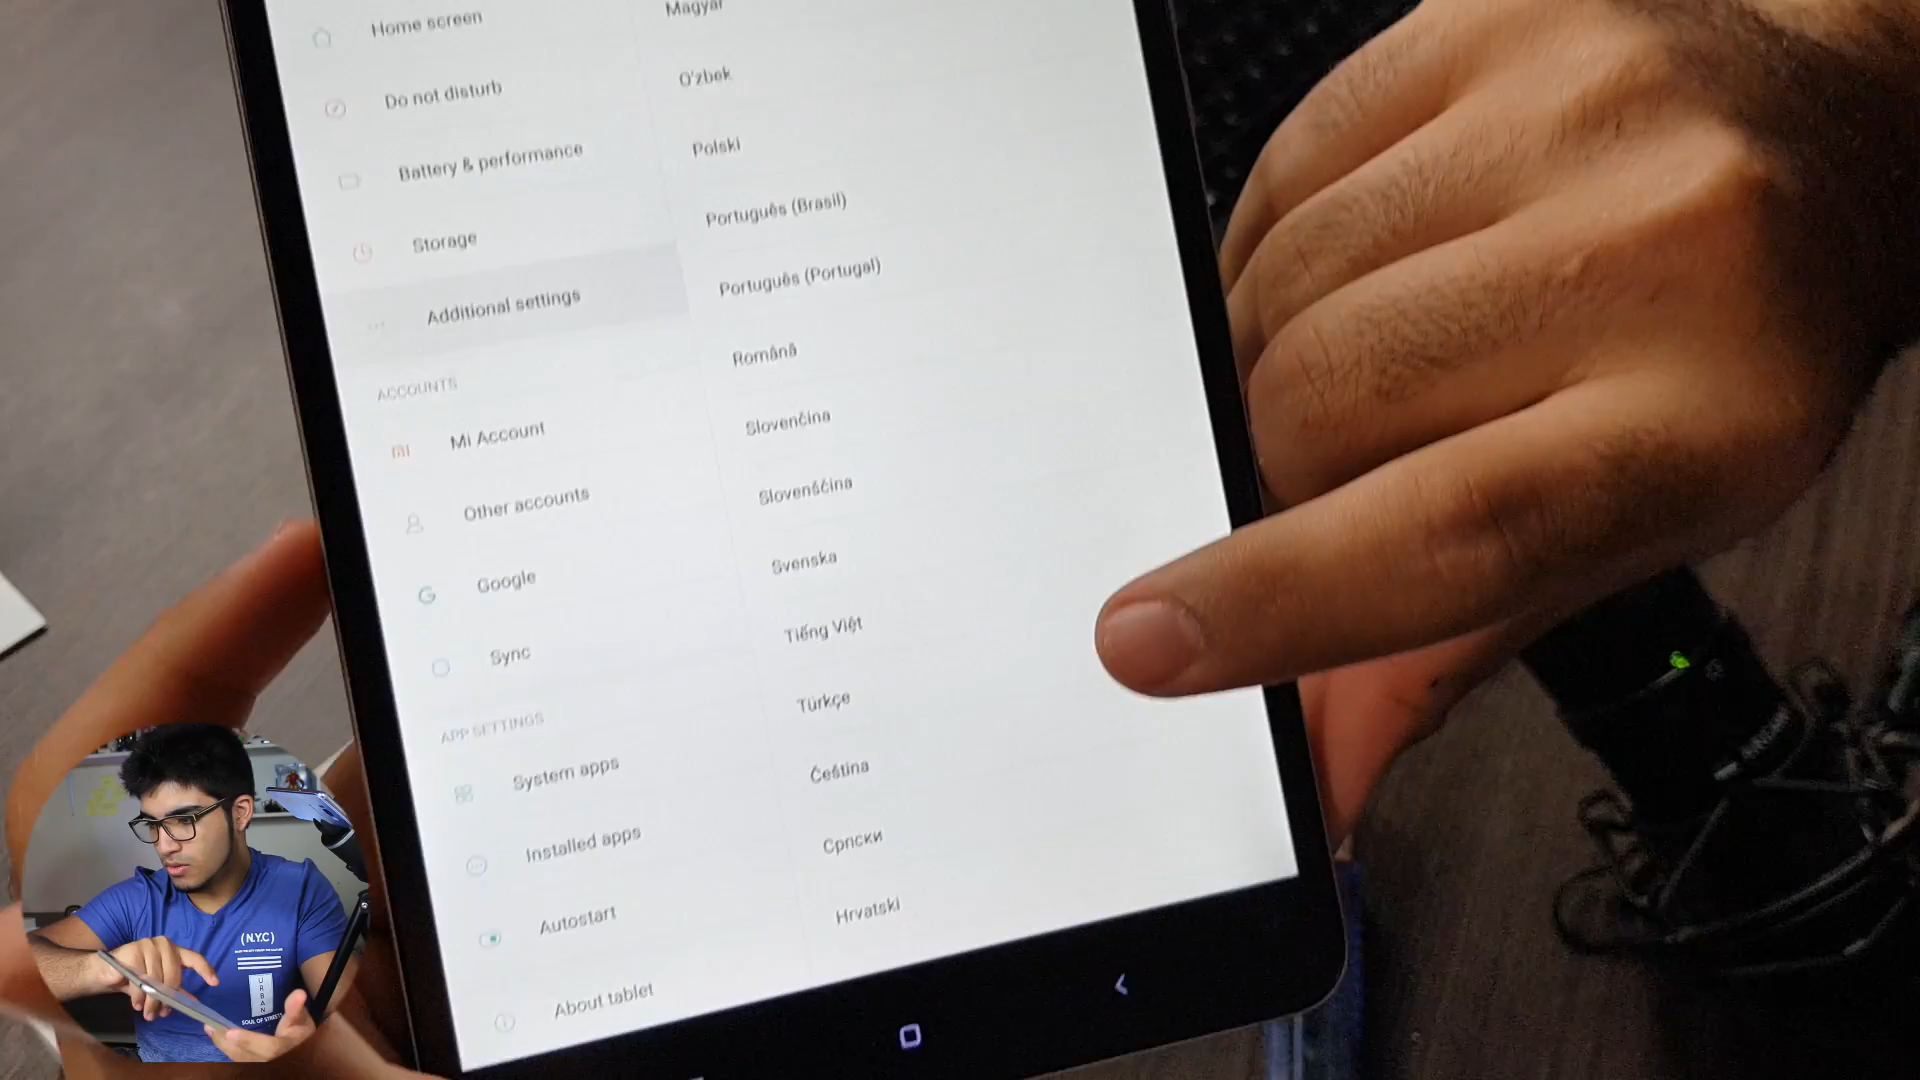 Home screen
Do not disturb
Battery & performance
Storage
Additional settings
ACCOUNTS
Mi Account
Other accounts
Google
Sync
APP SETTINGS
System apps
Installed apps
Autostart
About tablet
Magyar
O'zbek
Polski
Português (Brasil)
Português (Portugal)
Română
Slovenčina
Slovenščina
Svenska
Tiếng Việt
Türkçe
Čeština
Српски
Hrvatski
(N.Y.C)
URBAN
SOUL OF STREETS